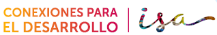 CONEXIONES PARA
EL DESARROLLO
isa